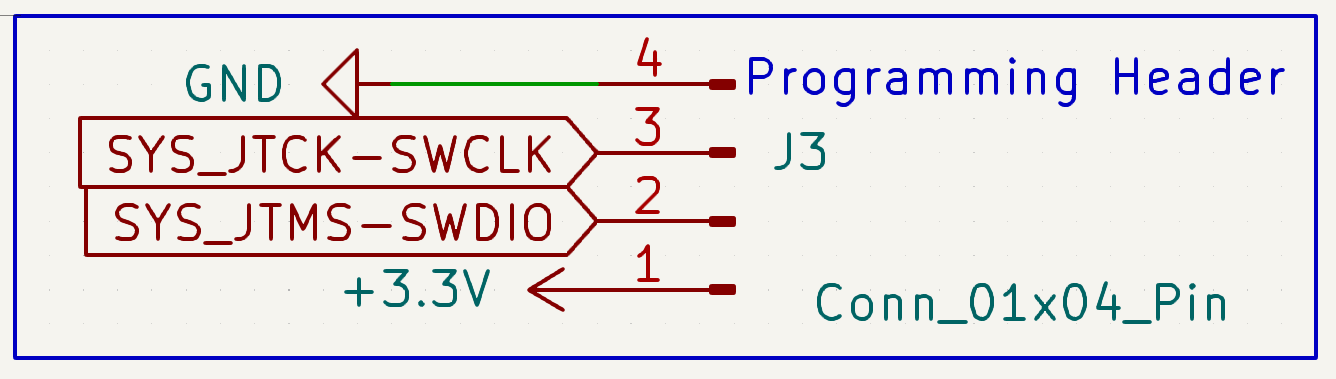 GND 4 Programming Header
SYS_JTCK-SWCLK 3 J3
SYS_JTMS-SWDIO 2
+3.3V 1 Conn_01x04_Pin